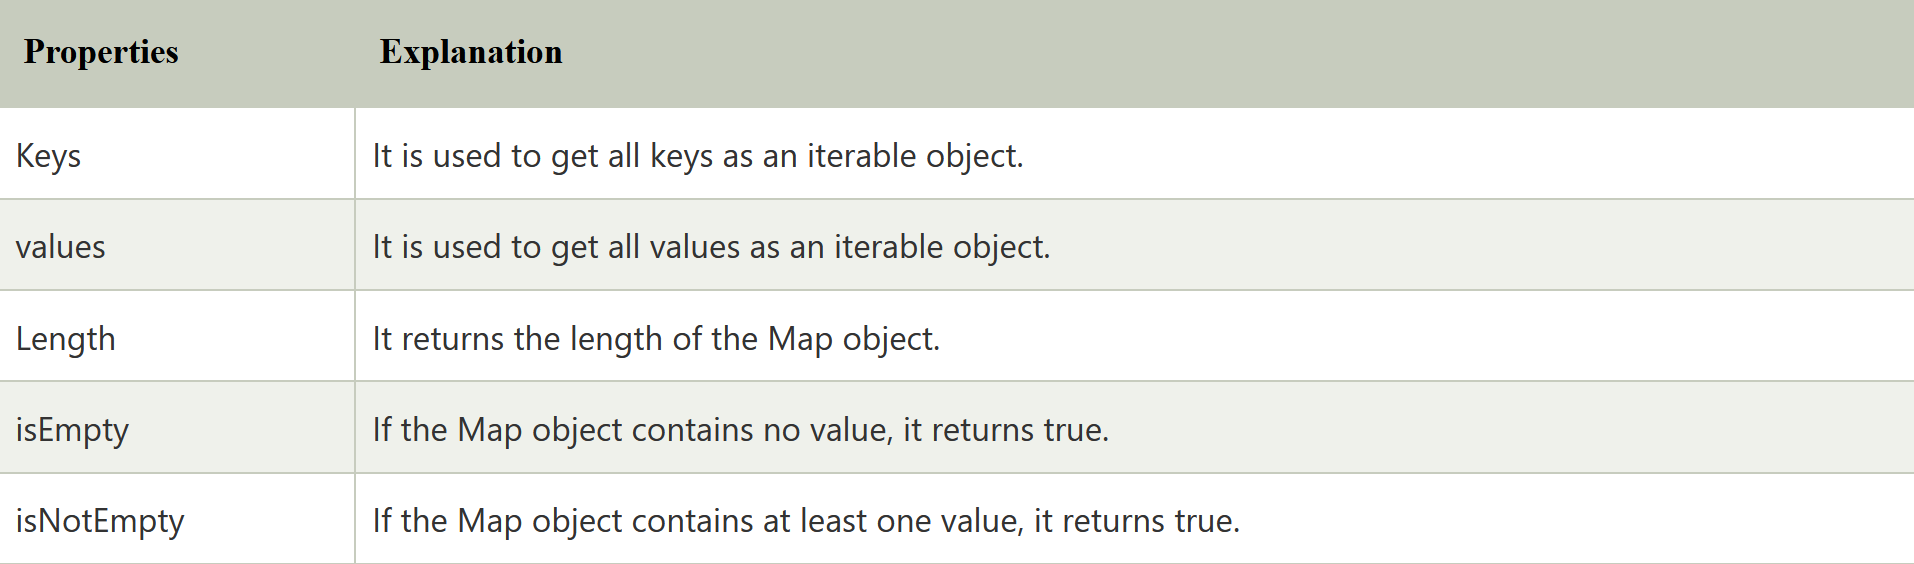 Properties Explanation
Keys It is used to get all keys as an iterable object.
values It is used to get all values as an iterable object.
Length It returns the length of the Map object.
isEmpty If the Map object contains no value, it returns true.
isNotEmpty If the Map object contains at least one value, it returns true.